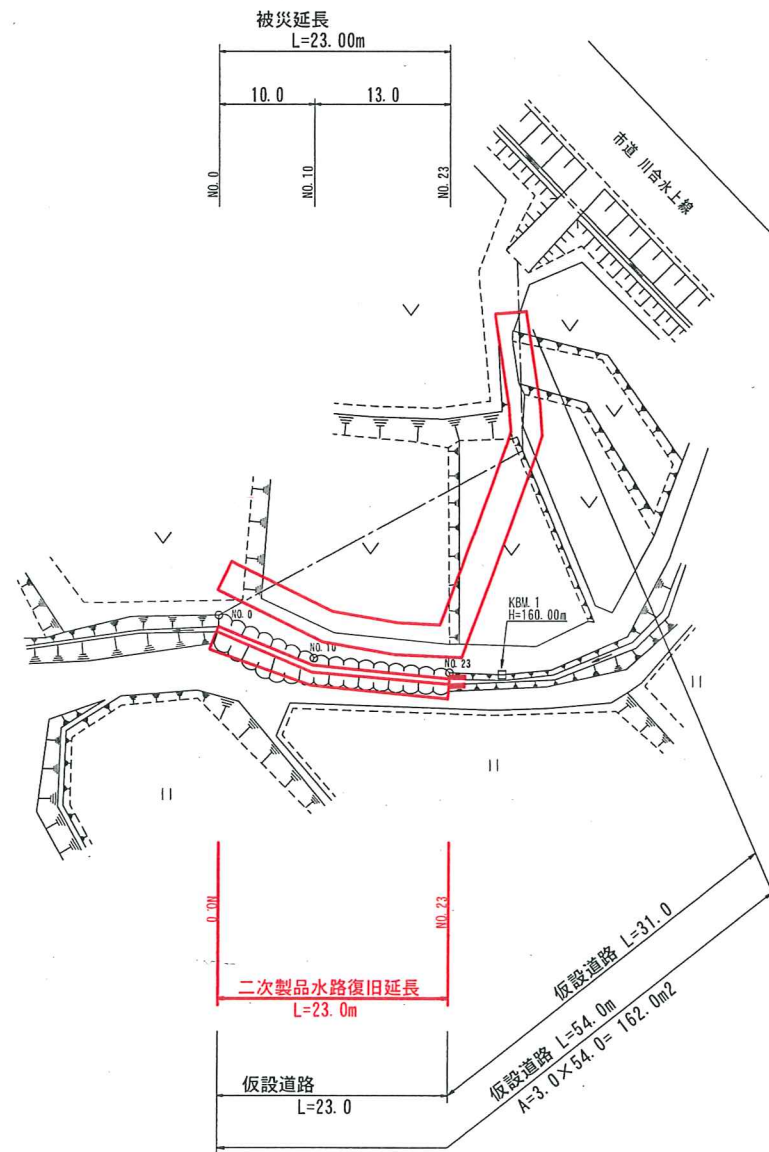 被災延長
L=23.00m
10.0
13.0
NO.0
NO.10
NO.23
市道 川合水上線
KBM.1
H=160.00m
NO.0
NO.10
NO.23
NO.0
NO.23
二次製品水路復旧延長
L=23.0m
仮設道路 L=31.0
仮設道路 L=54.0m
A=3.0×54.0= 162.0m2
仮設道路
L=23.0